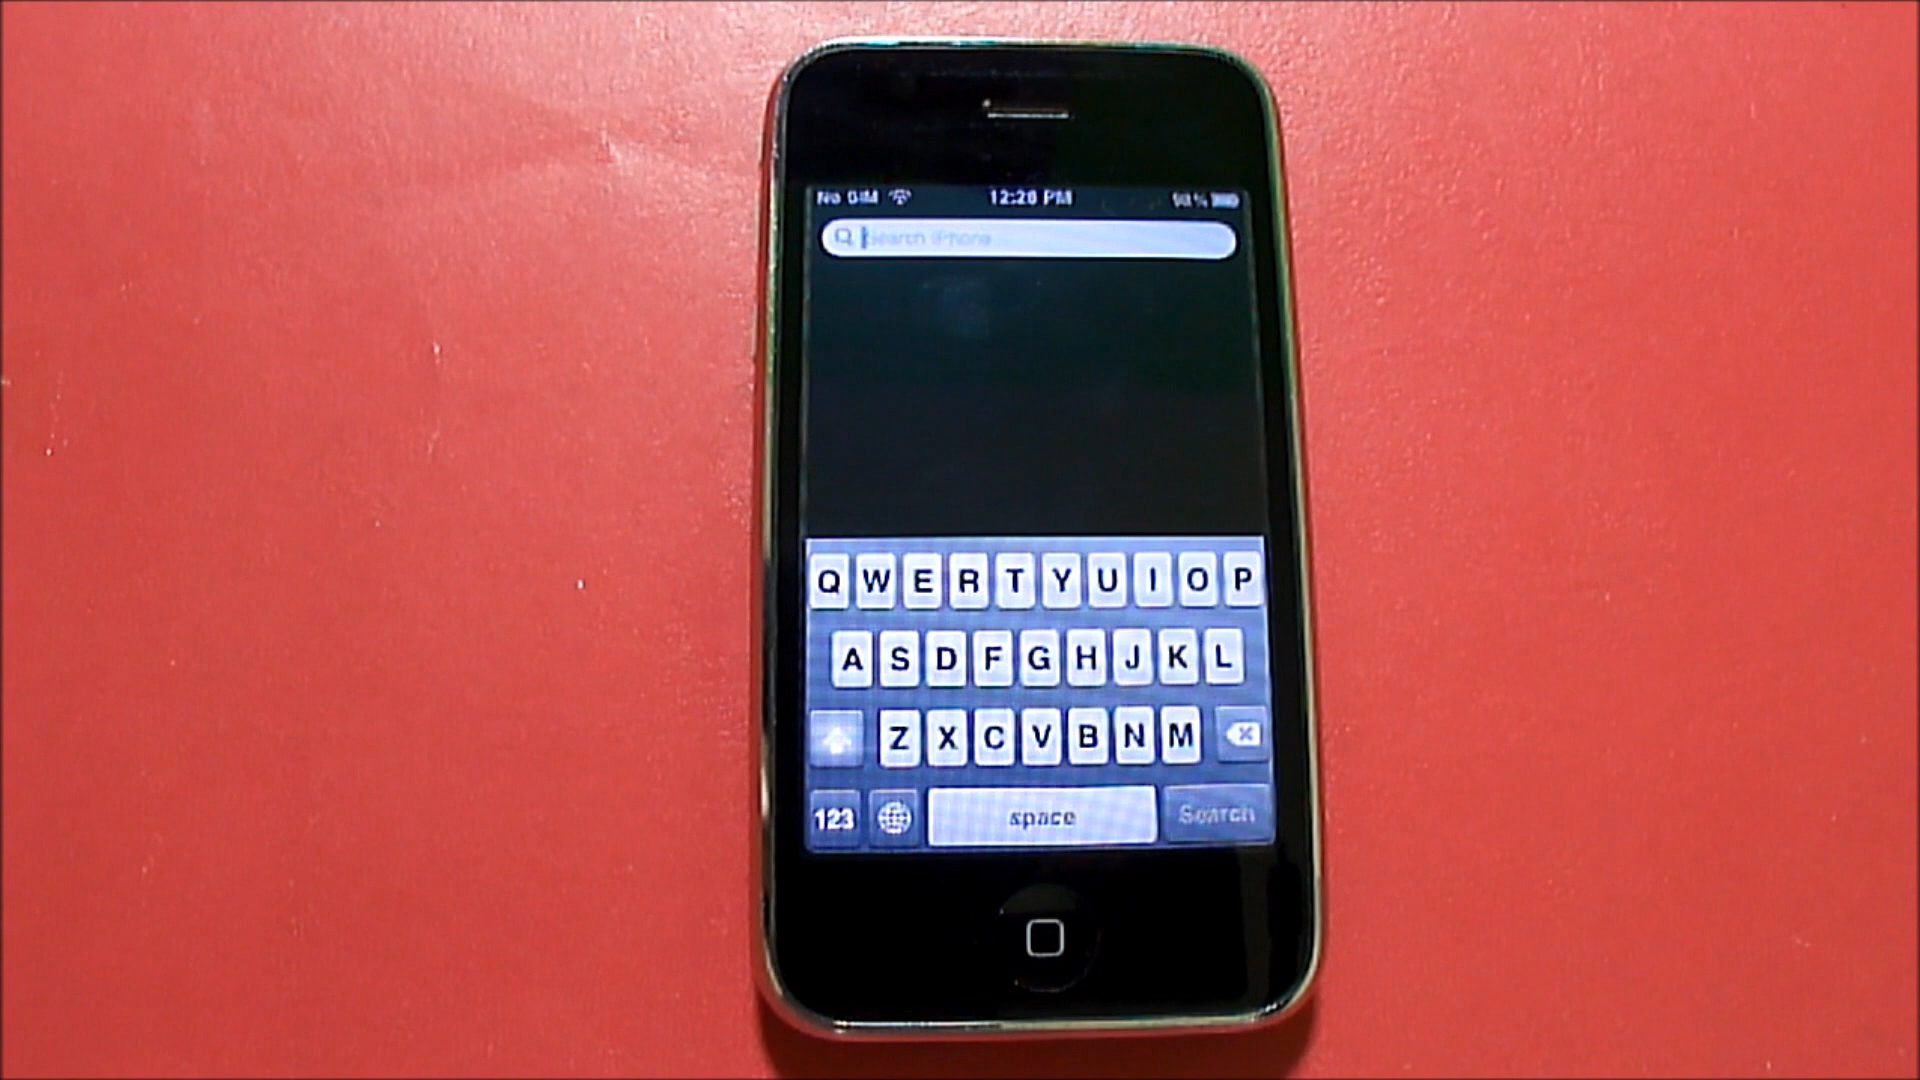 No SIM 12:28 PM
Search iPhone
Q W E R T Y U I O P
A S D F G H J K L
Z X C V B N M
123 space Search